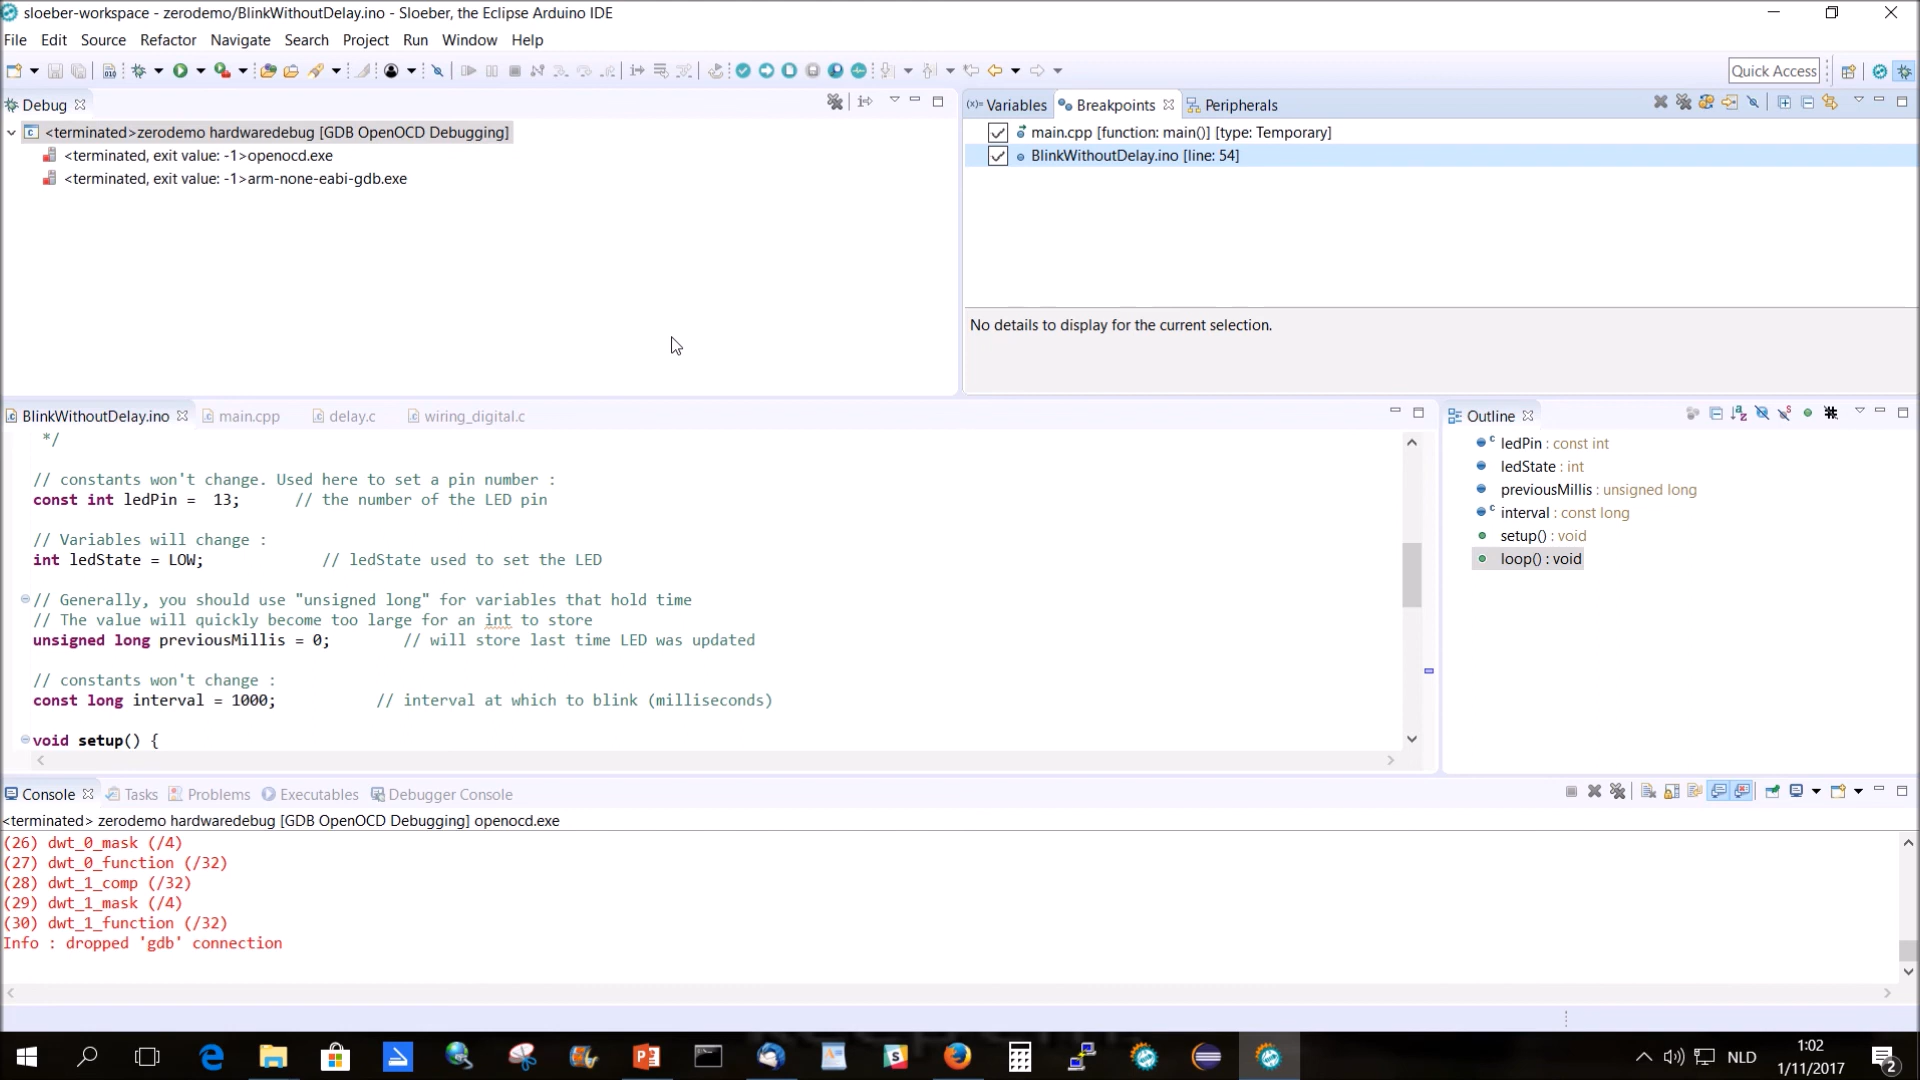 sloeber-workspace - zerodemo/BlinkWithoutDelay.ino - Sloeber, the Eclipse Arduino IDE
File Edit Source Refactor Navigate Search Project Run Window Help
Quick Access
Debug
<terminated>zerodemo hardwaredebug [GDB OpenOCD Debugging]
<terminated, exit value: -1>openocd.exe
<terminated, exit value: -1>arm-none-eabi-gdb.exe
(x)= Variables Breakpoints Peripherals
main.cpp [function: main()] [type: Temporary]
BlinkWithoutDelay.ino [line: 54]
No details to display for the current selection.
BlinkWithoutDelay.ino main.cpp delay.c wiring_digital.c
*/
// constants won't change. Used here to set a pin number :
const int ledPin =  13;      // the number of the LED pin
// Variables will change :
int ledState = LOW;             // ledState used to set the LED
// Generally, you should use "unsigned long" for variables that hold time
// The value will quickly become too large for an int to store
unsigned long previousMillis = 0;        // will store last time LED was updated
// constants won't change :
const long interval = 1000;           // interval at which to blink (milliseconds)
void setup() {
Outline
ledPin : const int
ledState : int
previousMillis : unsigned long
interval : const long
setup() : void
loop() : void
Console Tasks Problems Executables Debugger Console
<terminated> zerodemo hardwaredebug [GDB OpenOCD Debugging] openocd.exe
(26) dwt_0_mask (/4)
(27) dwt_0_function (/32)
(28) dwt_1_comp (/32)
(29) dwt_1_mask (/4)
(30) dwt_1_function (/32)
Info : dropped 'gdb' connection
NLD
1:02
1/11/2017
2